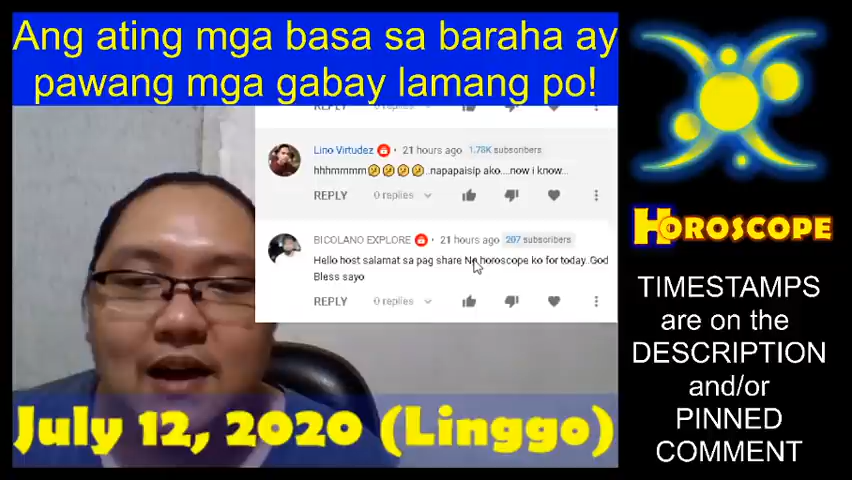 Ang ating mga basa sa baraha ay
pawang mga gabay lamang po!
REPLY 0 replies
Lino Virtudez • 21 hours ago 1.78K subscribers
hhhmmmm🤣🤣🤣🤣..napapaisip ako....now i know...
REPLY 0 replies
BICOLANO EXPLORE • 21 hours ago 207 subscribers
Hello host salamat sa pag share horoscope ko for today..God
Bless sayo
REPLY 0 replies
July 12, 2020 (Linggo)
HOROSCOPE
TIMESTAMPS
are on the
DESCRIPTION
and/or
PINNED
COMMENT